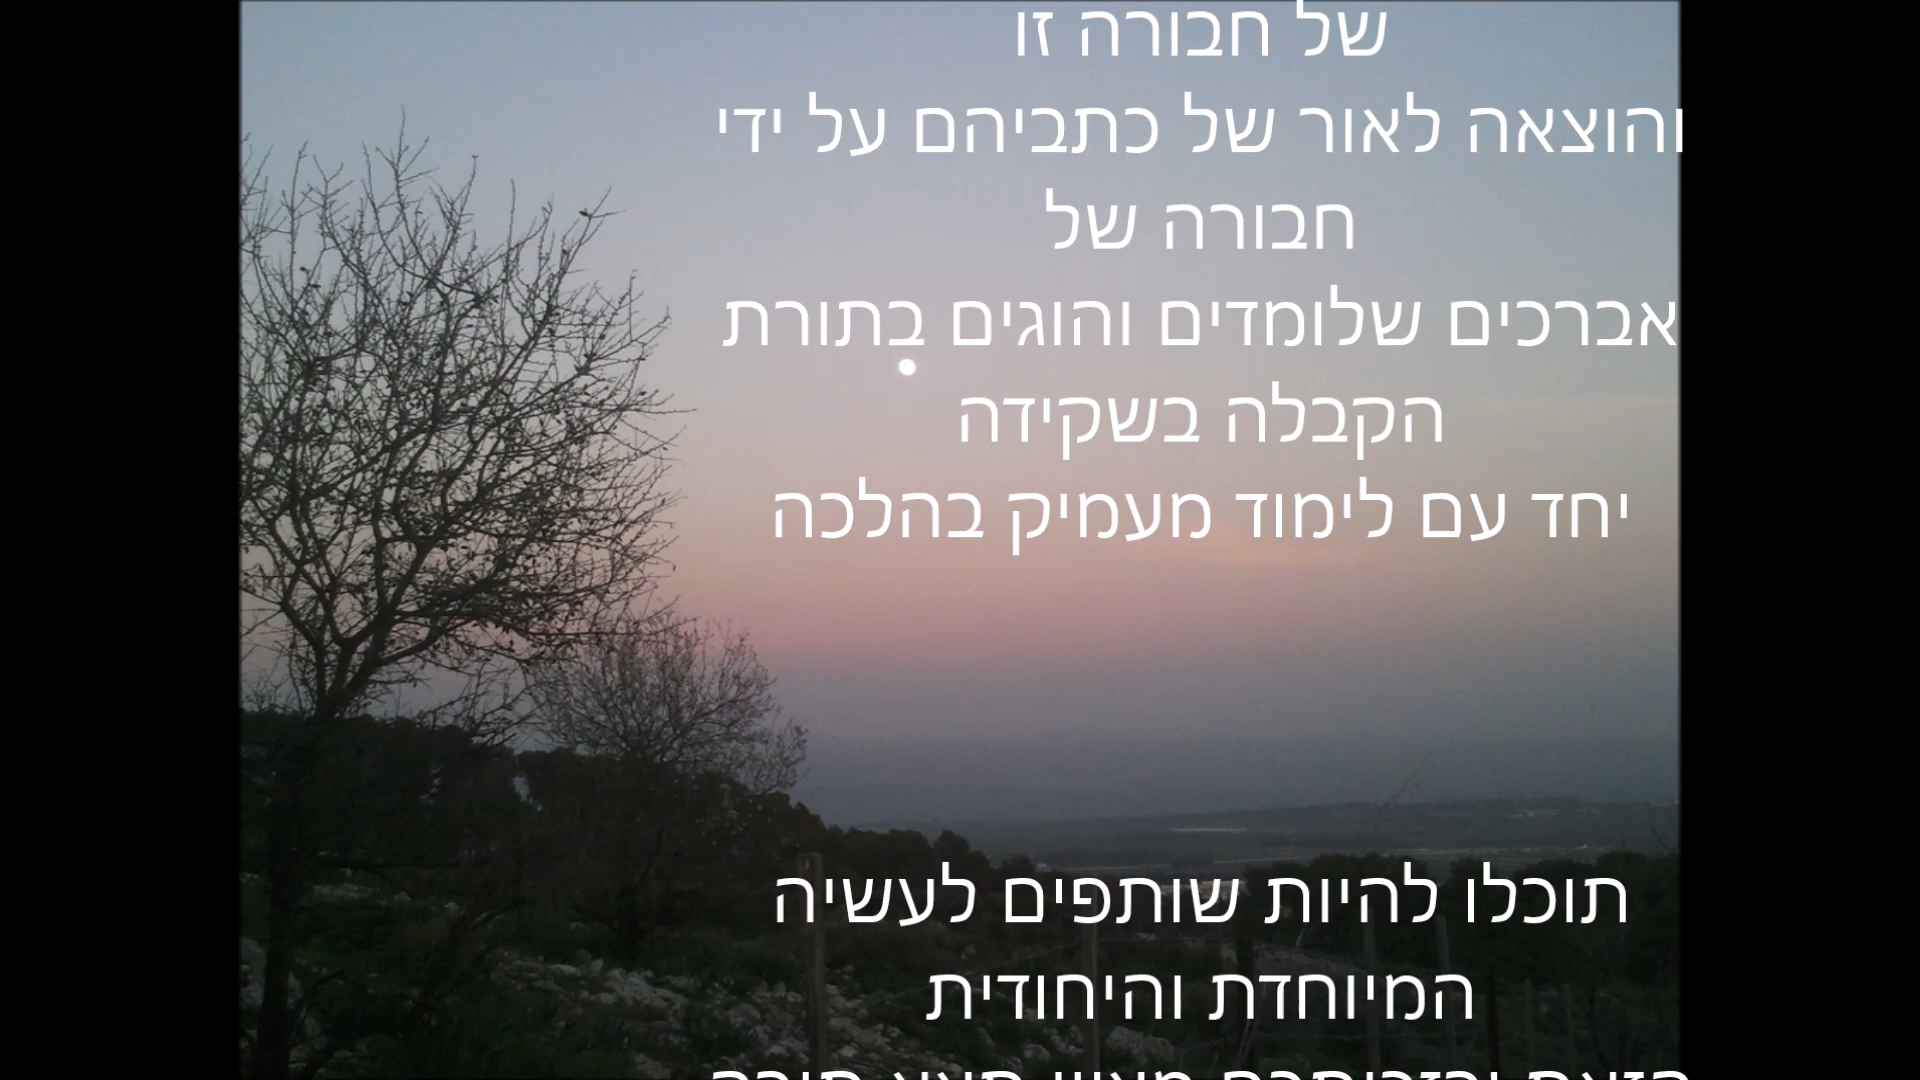 של חבורה זו
והוצאה לאור של כתביהם על ידי
חבורה של
אברכים שלומדים והוגים בתורת
הקבלה בשקידה
יחד עם לימוד מעמיק בהלכה
תוכלו להיות שותפים לעשיה
המיוחדת והיחודית